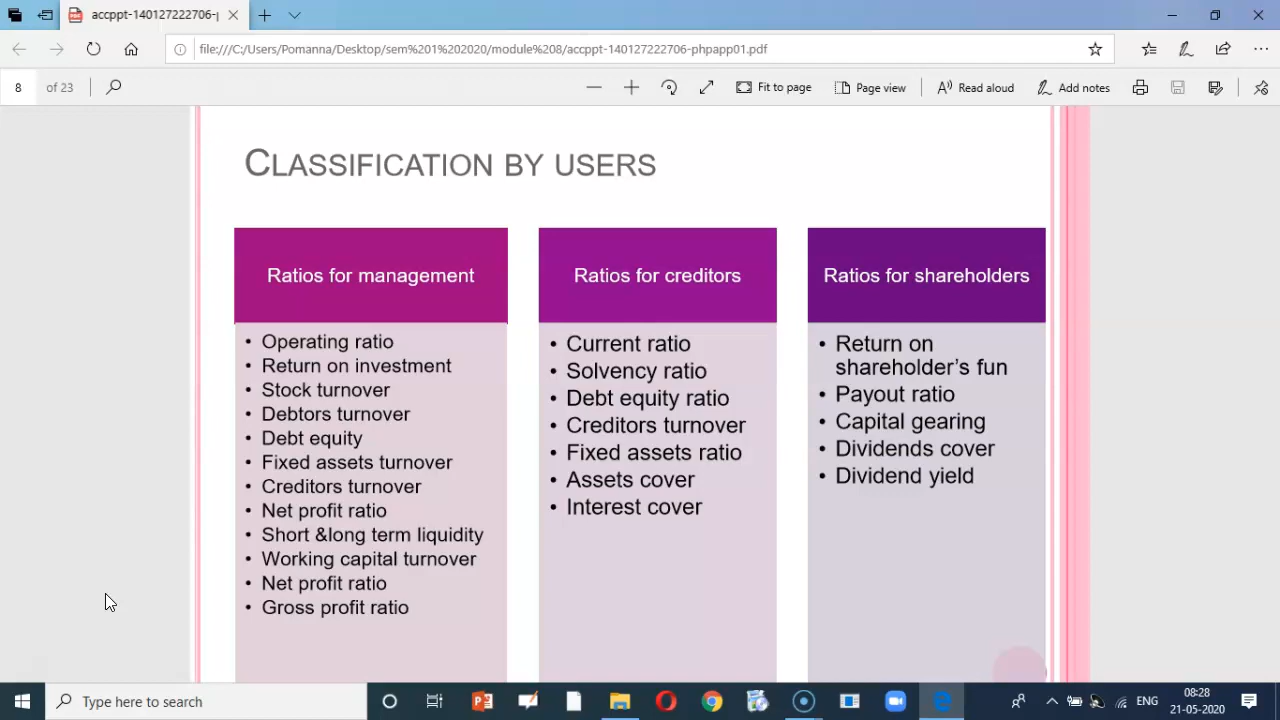 accppt-140127222706-p
file:///C:/Users/Pomanna/Desktop/sem%201%202020/module%208/accppt-140127222706-phpapp01.pdf
8 of 23
Fit to page
Page view
Read aloud
Add notes
CLASSIFICATION BY USERS
Ratios for management
• Operating ratio
• Return on investment
• Stock turnover
• Debtors turnover
• Debt equity
• Fixed assets turnover
• Creditors turnover
• Net profit ratio
• Short &long term liquidity
• Working capital turnover
• Net profit ratio
• Gross profit ratio
Ratios for creditors
• Current ratio
• Solvency ratio
• Debt equity ratio
• Creditors turnover
• Fixed assets ratio
• Assets cover
• Interest cover
Ratios for shareholders
• Return on
shareholder’s fun
• Payout ratio
• Capital gearing
• Dividends cover
• Dividend yield
Type here to search
ENG
08:28
21-05-2020